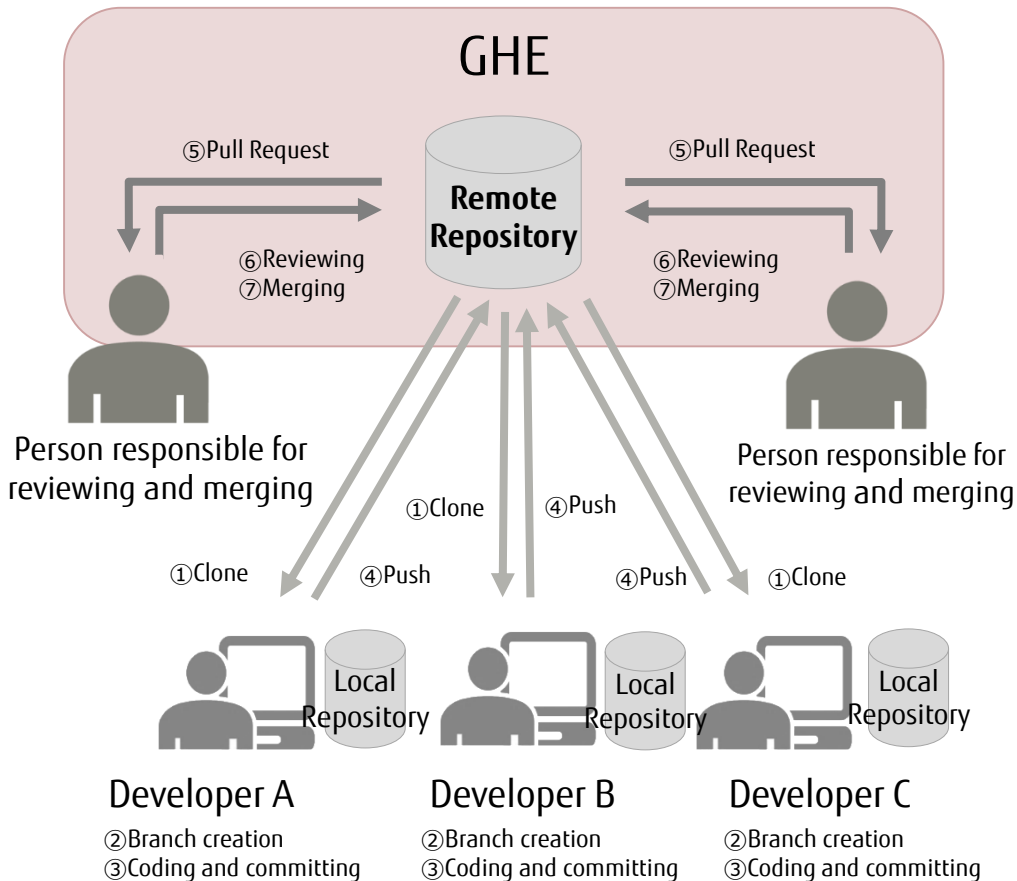 GHE
⑤Pull Request
⑤Pull Request
Remote
Repository
⑥Reviewing
⑦Merging
⑥Reviewing
⑦Merging
Person responsible for
reviewing and merging
Person responsible for
reviewing and merging
①Clone
④Push
①Clone
④Push
④Push
①Clone
Local
Repository
Local
Repository
Local
Repository
Developer A
②Branch creation
③Coding and committing
Developer B
②Branch creation
③Coding and committing
Developer C
②Branch creation
③Coding and committing